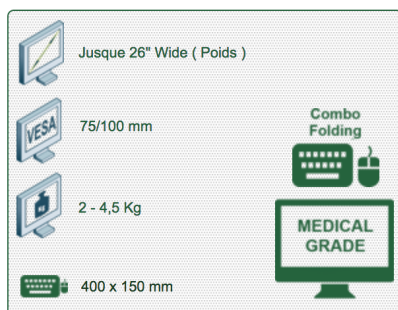 Jusque 26" Wide ( Poids )
VESA
75/100 mm
Combo
Folding
KG
2 - 4,5 Kg
MEDICAL
GRADE
400 x 150 mm